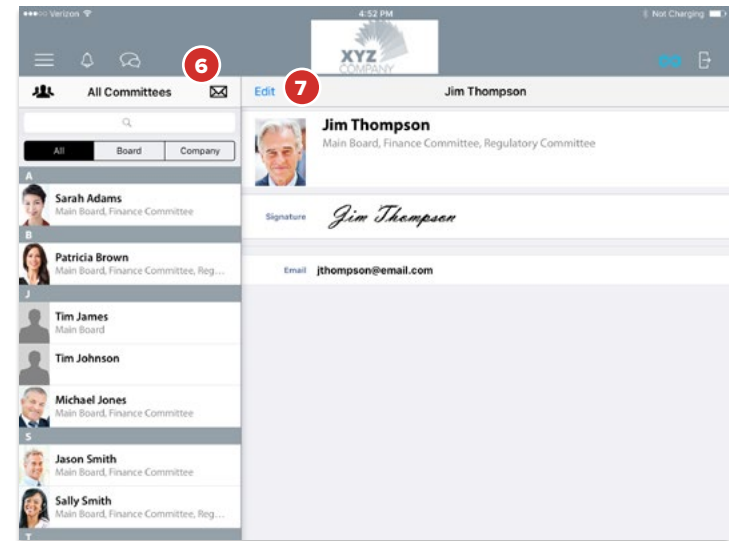 Verizon 4:52 PM Not Charging
XYZ
COMPANY
6
All Committees
7
Edit
Jim Thompson
All Board Company
A
Sarah Adams
Main Board, Finance Committee
B
Patricia Brown
Main Board, Finance Committee, Reg...
J
Tim James
Main Board
Tim Johnson
Michael Jones
Main Board, Finance Committee
S
Jason Smith
Main Board, Finance Committee
Sally Smith
Main Board, Finance Committee, Reg...
T
Jim Thompson
Main Board, Finance Committee, Regulatory Committee
Signature Jim Thompson
Email jthompson@email.com